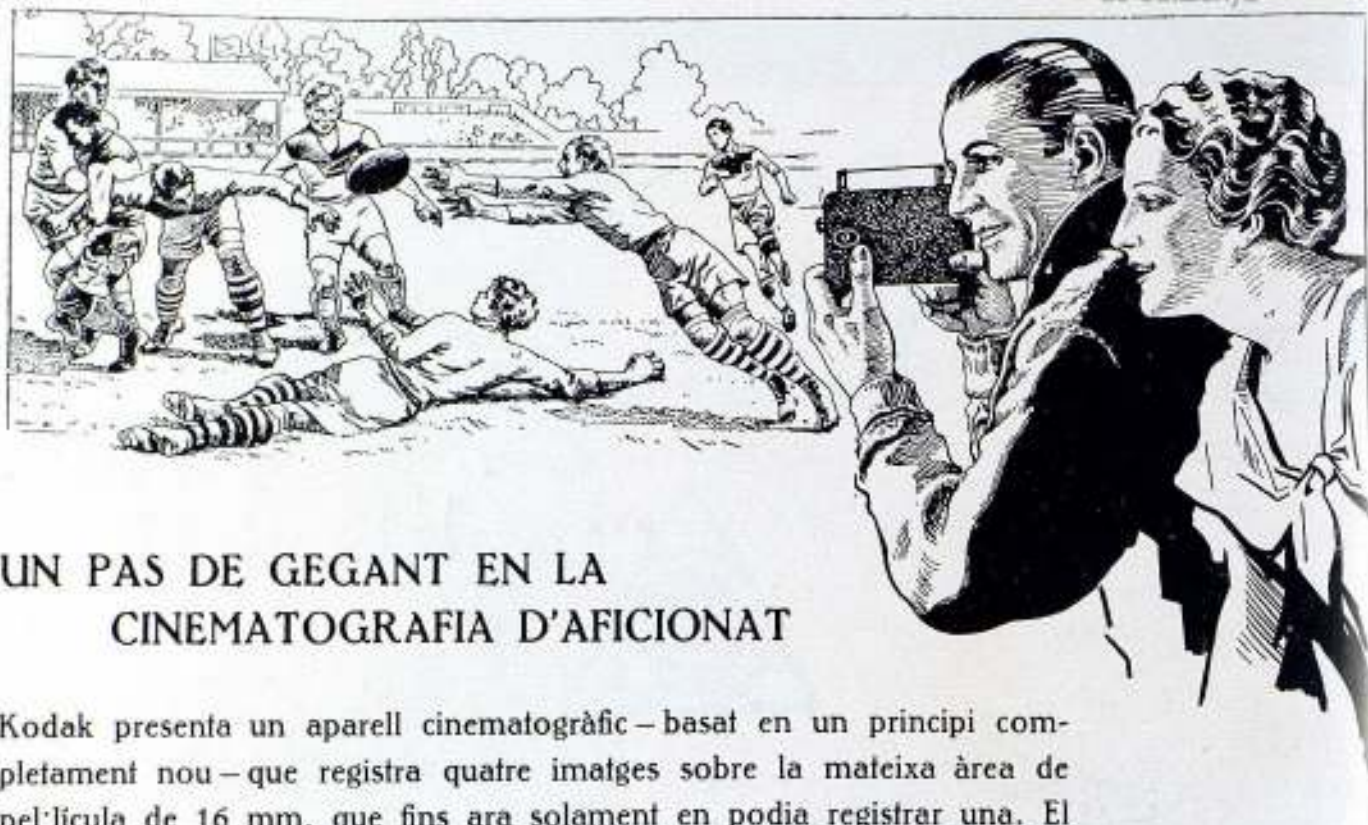 UN PAS DE GEGANT EN LA
CINEMATOGRAFIA D'AFICIONAT
Kodak presenta un aparell cinematogràfic – basat en un principi com-
pletament nou – que registra quatre imatges sobre la mateixa àrea de
pel·lícula de 16 mm. que fins ara solament en podia registrar una. El